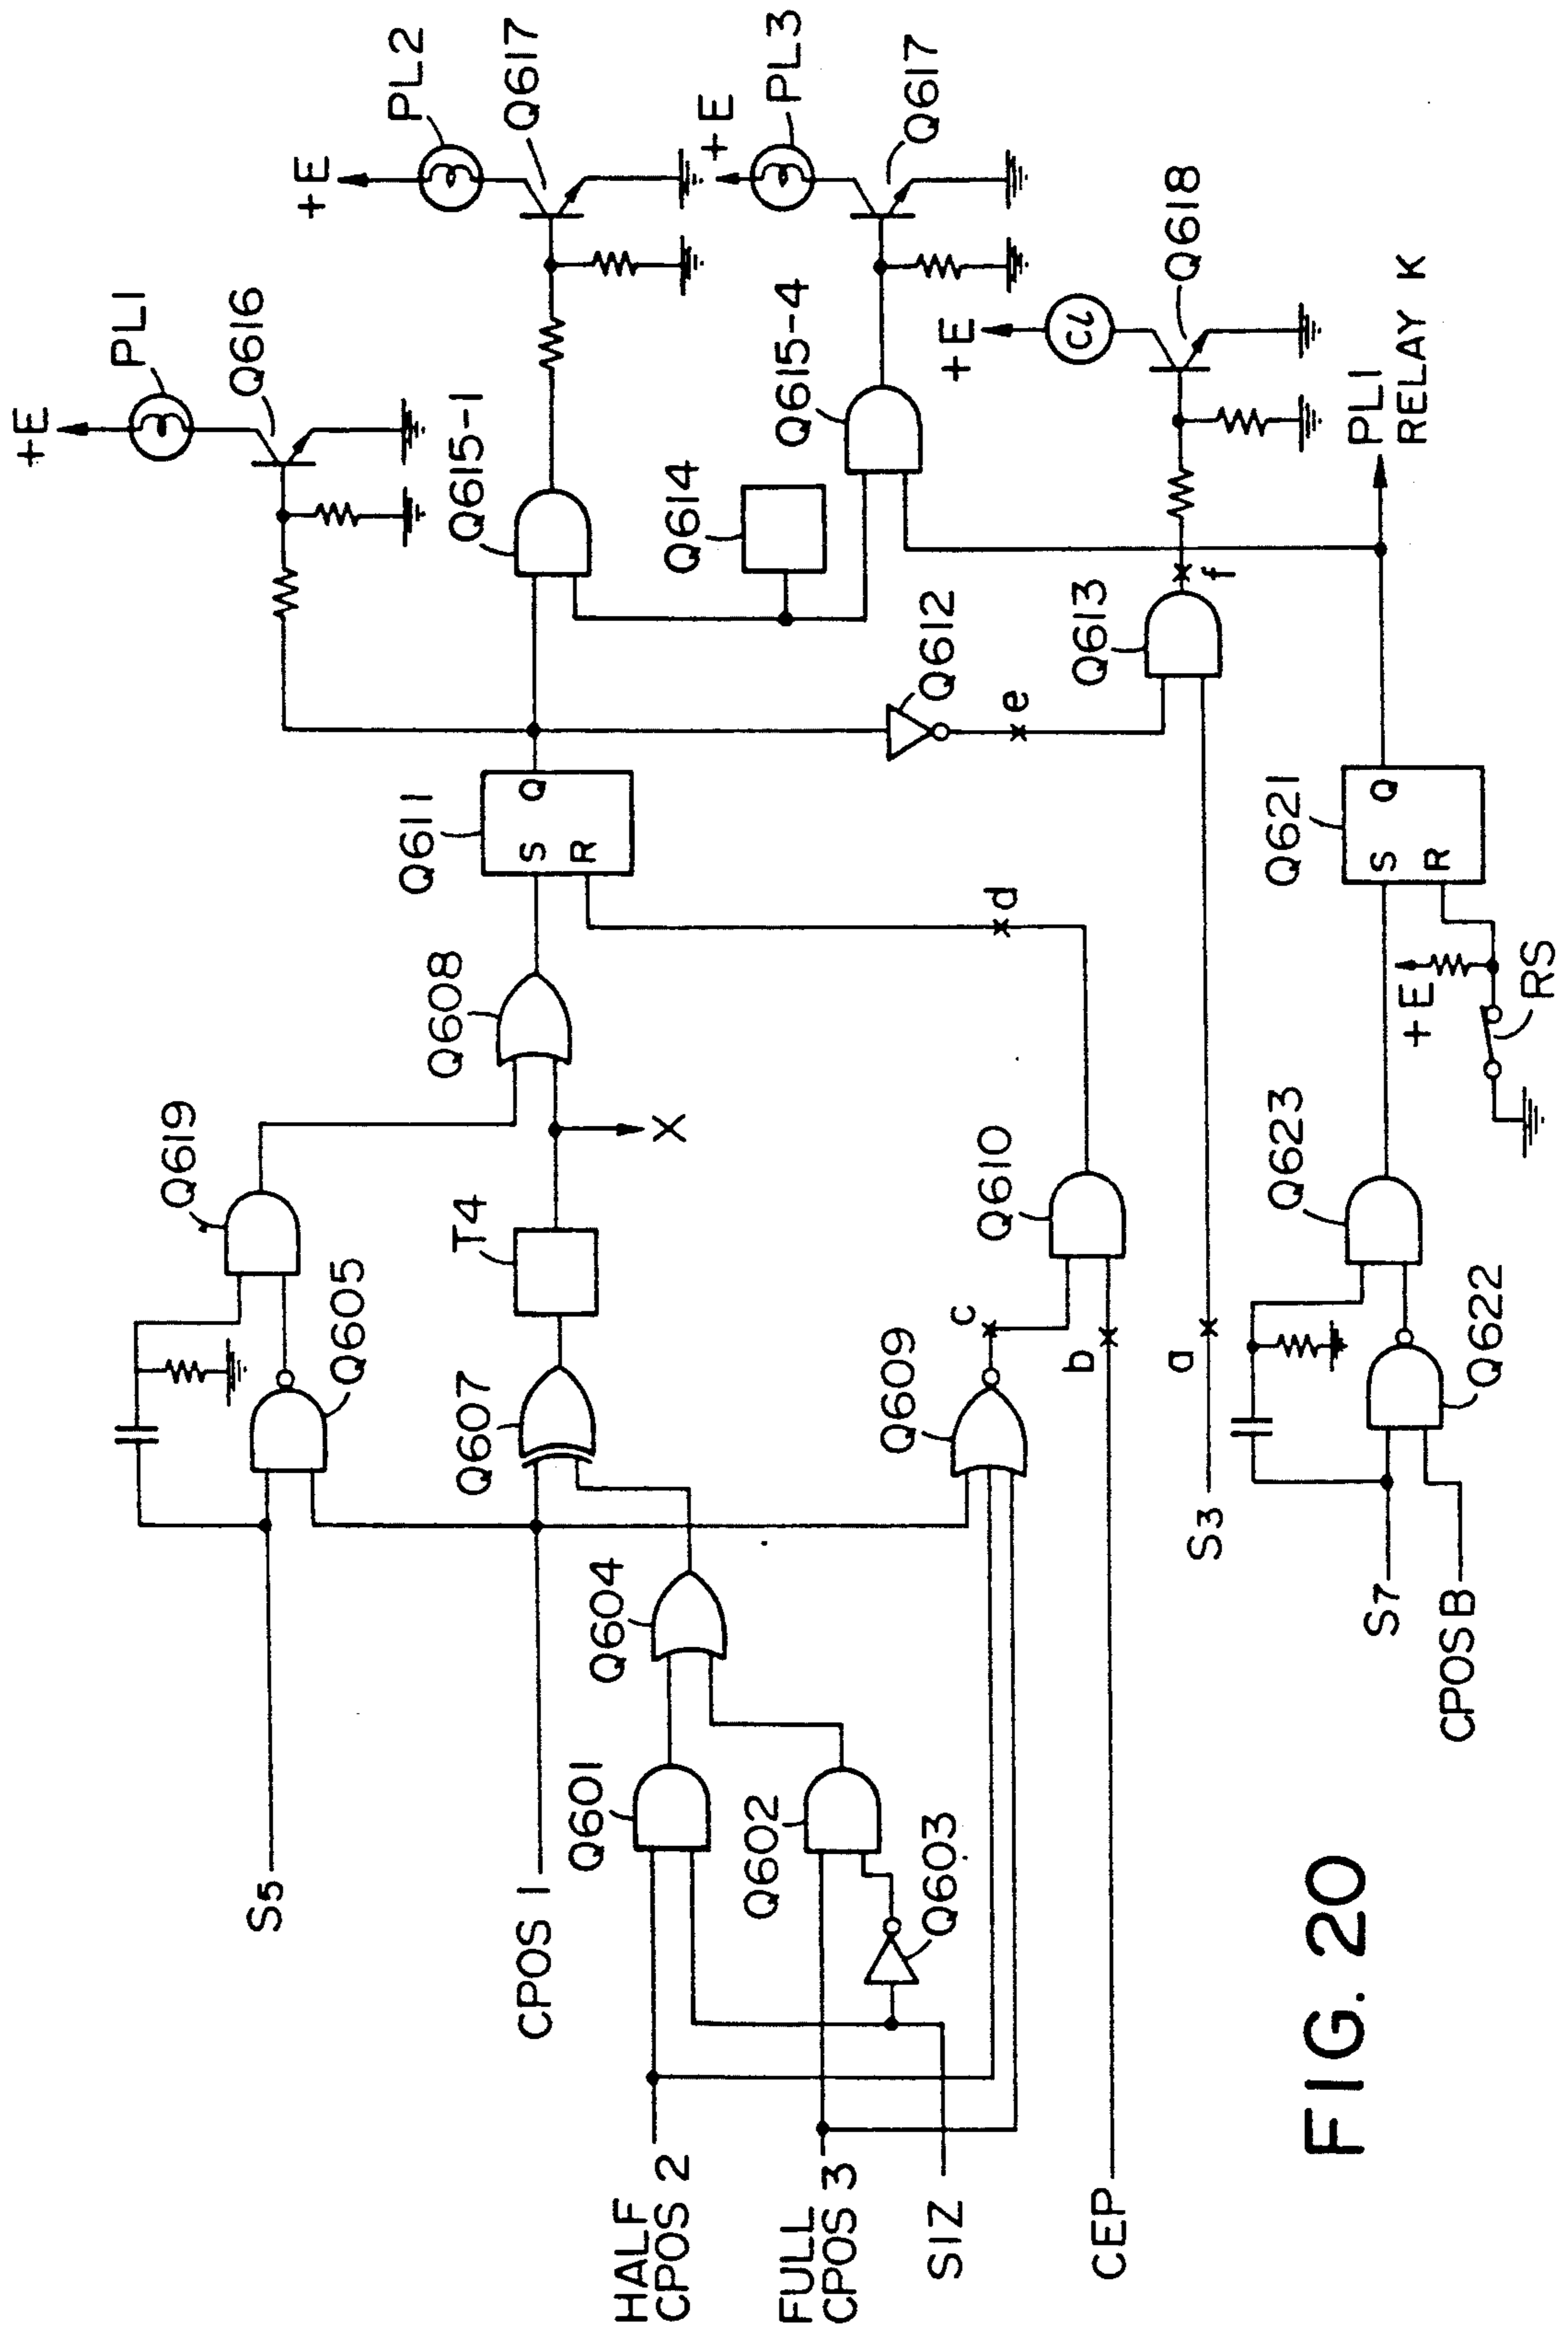 +E
PL1
Q616
+E
PL2
Q617
+E
PL3
Q617
Q615-1
Q614
Q615-4
+E
Cl
Q618
PL1
RELAY K
Q612
e
Q613
f
Q611
S
Q
R
d
Q608
Q619
X
T4
Q605
Q607
Q610
c
b
a
Q609
Q621
S
Q
R
+E
RS
Q623
Q622
S5
CPOS 1
Q604
Q601
Q602
Q603
HALF
CPOS 2
FULL
CPOS 3
SIZ
CEP
S3
S7
CPOS B
FIG. 20